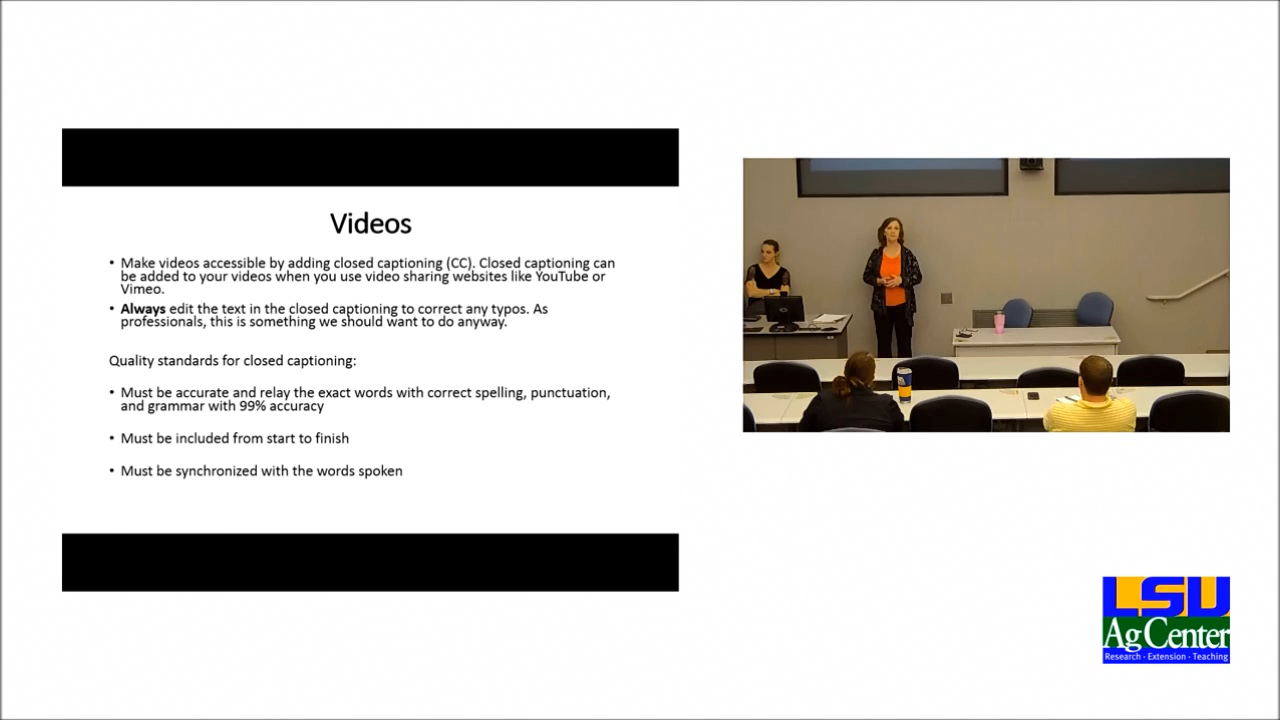 Videos
• Make videos accessible by adding closed captioning (CC). Closed captioning can
be added to your videos when you use video sharing websites like YouTube or
Vimeo.
• Always edit the text in the closed captioning to correct any typos. As
professionals, this is something we should want to do anyway.
Quality standards for closed captioning:
• Must be accurate and relay the exact words with correct spelling, punctuation,
and grammar with 99% accuracy
• Must be included from start to finish
• Must be synchronized with the words spoken
LSU
AgCenter
Research - Extension - Teaching